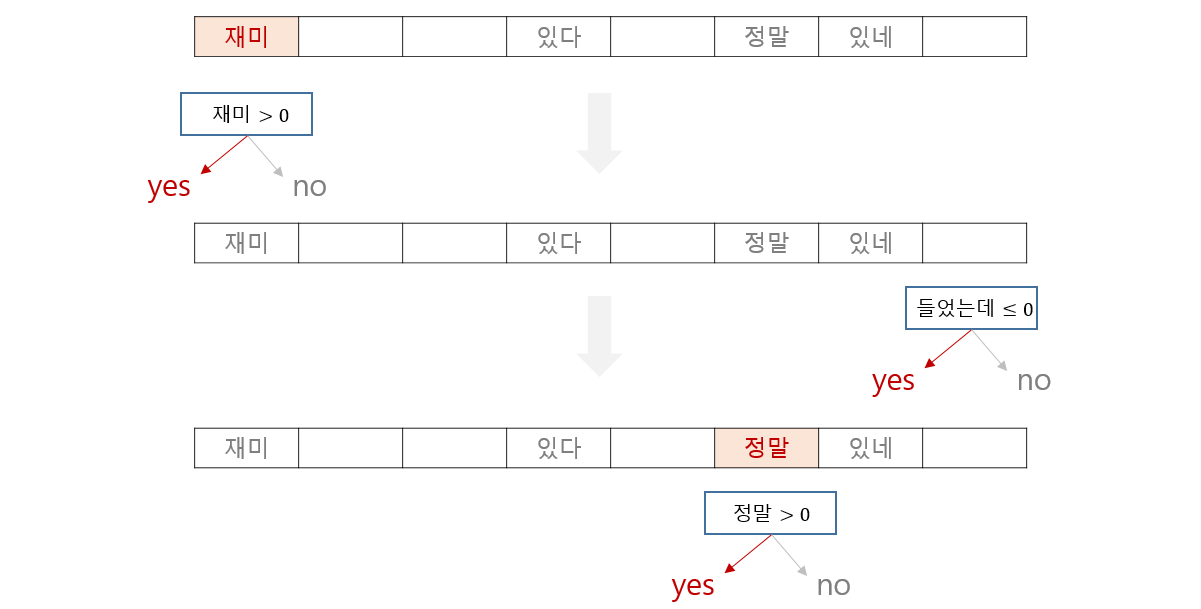 재미 있다 정말 있네
재미 > 0
yes no
재미 있다 정말 있네
들었는데 ≤ 0
yes no
재미 있다 정말 있네
정말 > 0
yes no